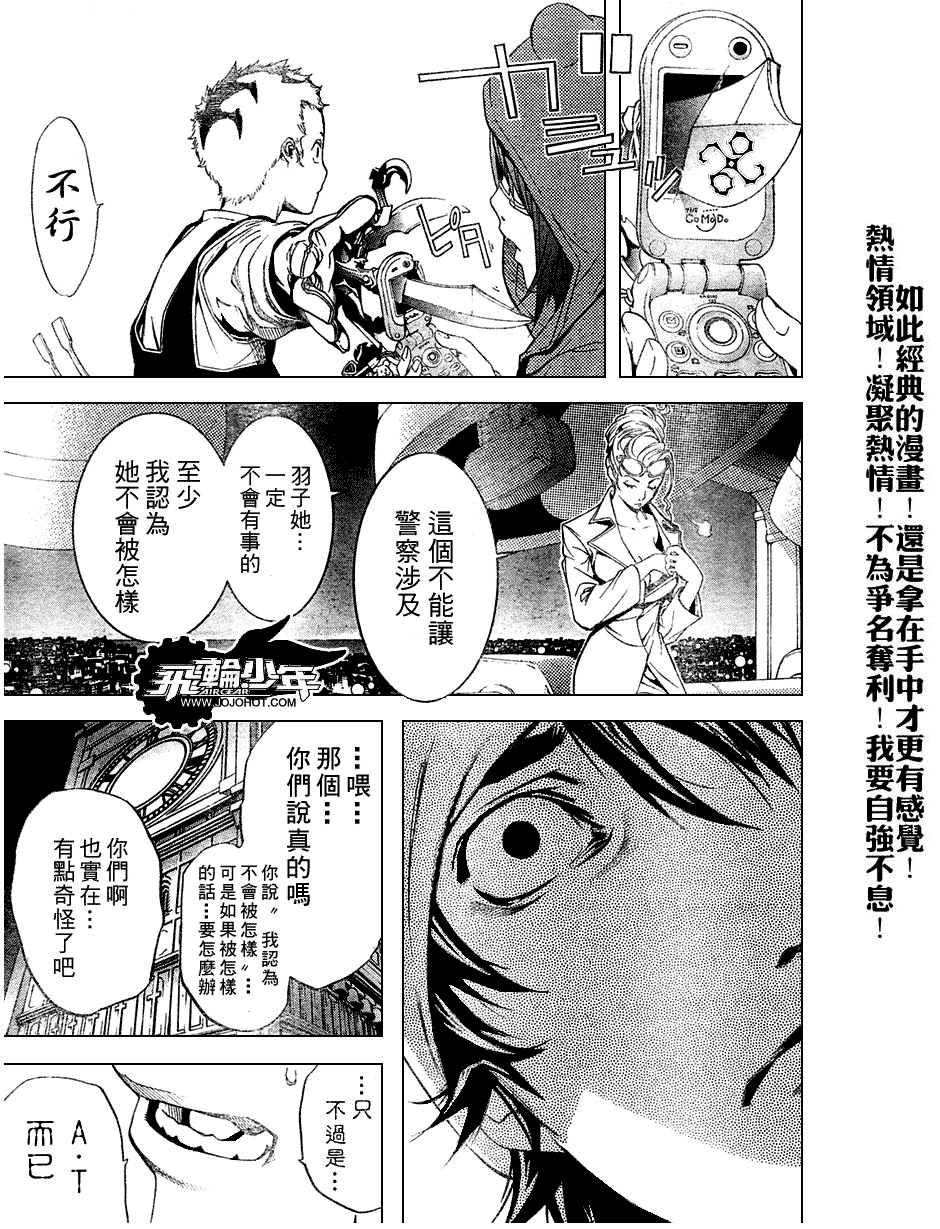 如此經典的漫畫！還是拿在手中才更有感覺！
熱情領域！凝聚熱情！不為爭名奪利！我要自強不息！
GoMoDo
ガシュ
ピタ
不行
這個不能讓
警察涉及
羽子她…
一定
不會有事的
至少
我認為
她不會被怎樣
飛輪少年
AIRGEAR
WWW.JOJOHOT.COM
…喂…
那個…
你們說真的嗎
你說〝我認為
不會被怎樣〞…
可是如果被怎樣
的話…要怎麼辦
你們啊
也實在…
有點奇怪了吧
…只
不過是…
A·T
而已